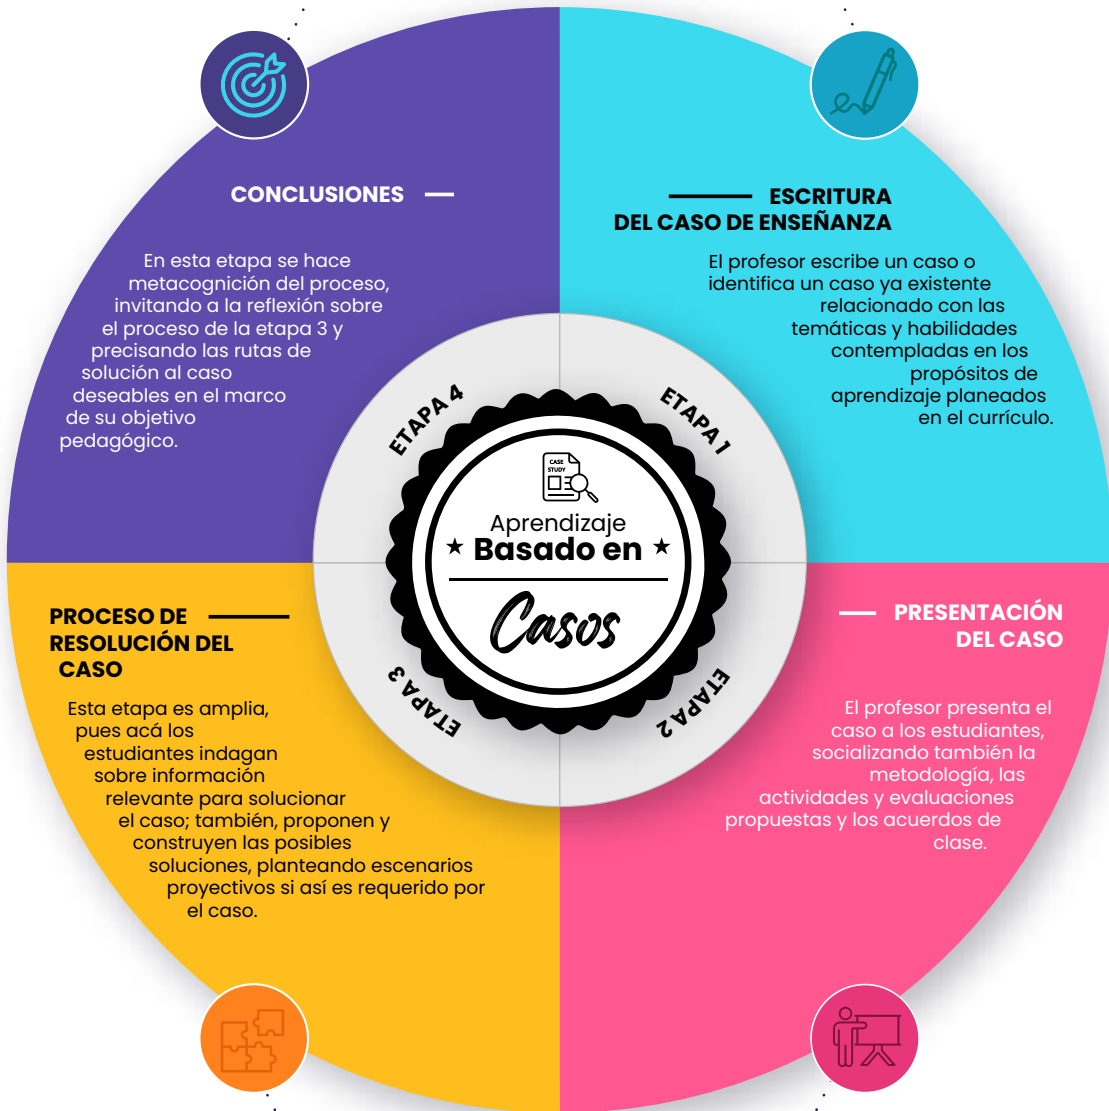 CONCLUSIONES
En esta etapa se hace
metacognición del proceso,
invitando a la reflexión sobre
el proceso de la etapa 3 y
precisando las rutas de
solución al caso
deseables en el marco
de su objetivo
pedagógico.
ESCRITURA
DEL CASO DE ENSEÑANZA
El profesor escribe un caso o
identifica un caso ya existente
relacionado con las
temáticas y habilidades
contempladas en los
propósitos de
aprendizaje planeados
en el currículo.
ETAPA 4
ETAPA 1
CASE
STUDY
Aprendizaje
Basado en
Casos
ETAPA 3
ETAPA 2
PROCESO DE
RESOLUCIÓN DEL
CASO
Esta etapa es amplia,
pues acá los
estudiantes indagan
sobre información
relevante para solucionar
el caso; también, proponen y
construyen las posibles
soluciones, planteando escenarios
proyectivos si así es requerido por
el caso.
PRESENTACIÓN
DEL CASO
El profesor presenta el
caso a los estudiantes,
socializando también la
metodología, las
actividades y evaluaciones
propuestas y los acuerdos de
clase.